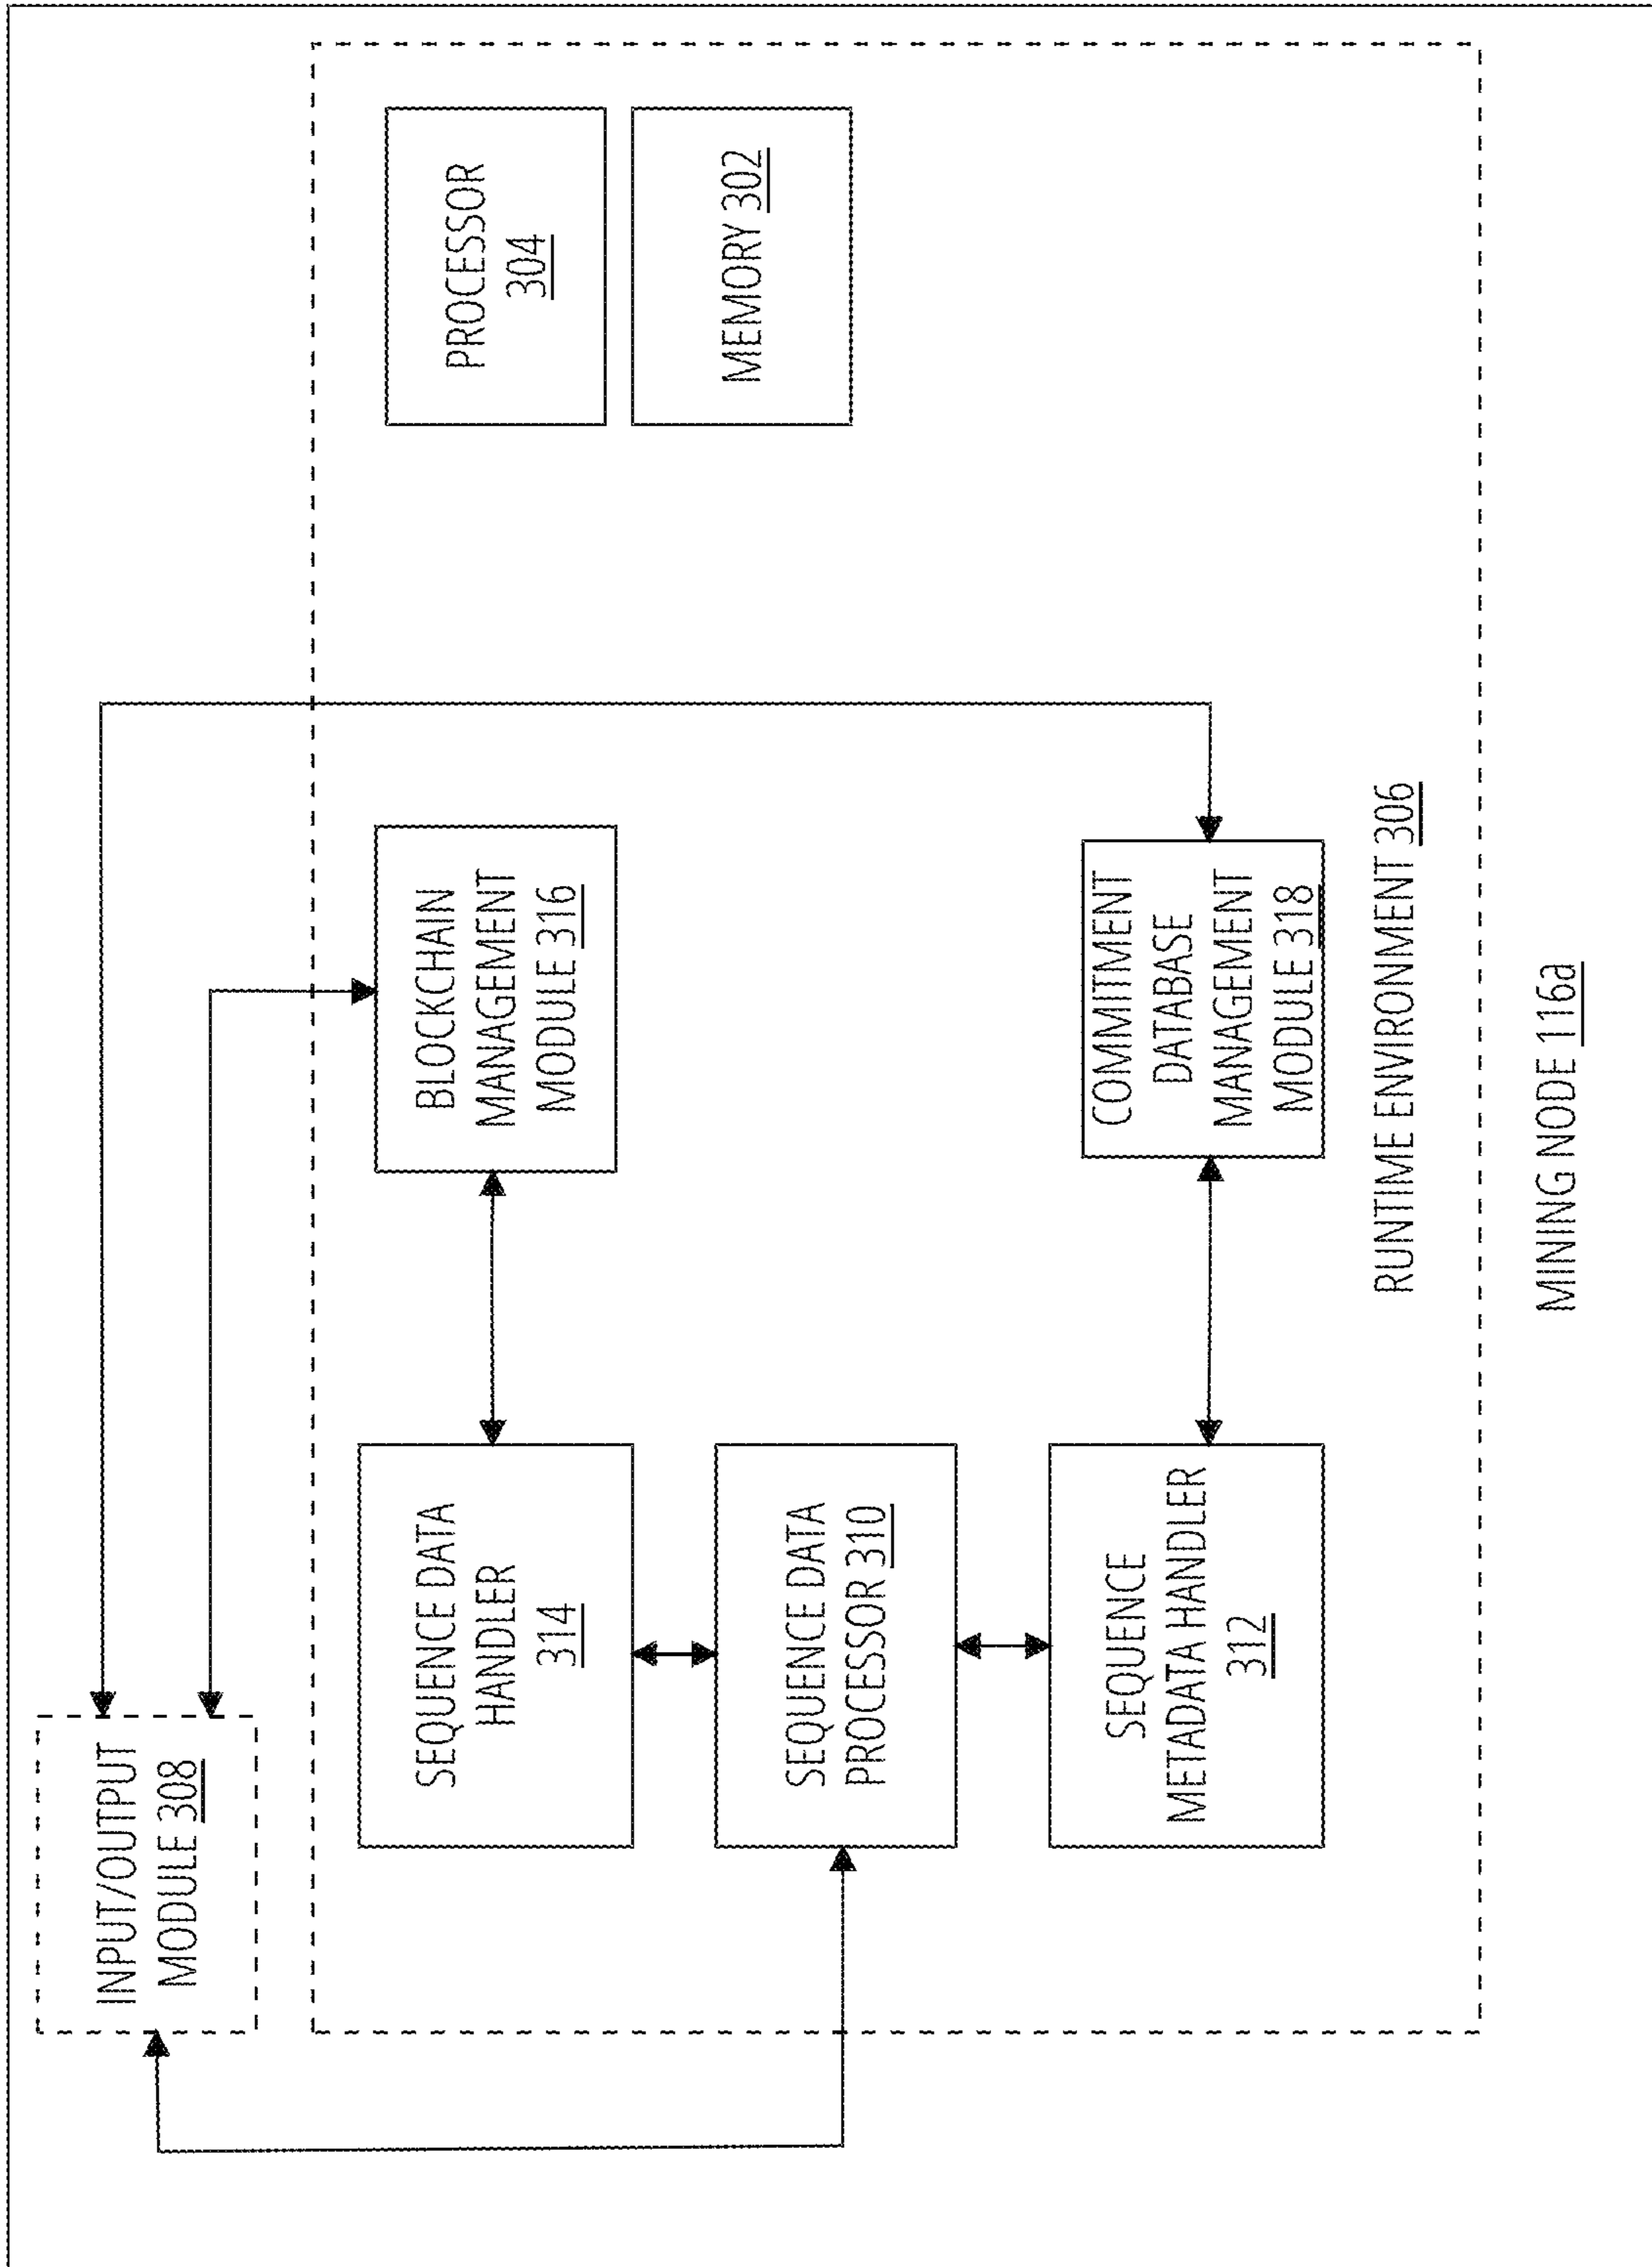 INPUT/OUTPUT
MODULE 308
SEQUENCE DATA
HANDLER
314
BLOCKCHAIN
MANAGEMENT
MODULE 316
PROCESSOR
304
MEMORY 302
SEQUENCE DATA
PROCESSOR 310
SEQUENCE
METADATA HANDLER
312
COMMITMENT
DATABASE
MANAGEMENT
MODULE 318
RUNTIME ENVIRONMENT 306
MINING NODE 116a